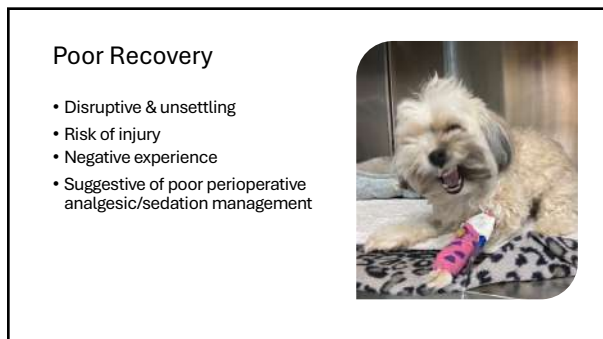 Poor Recovery
• Disruptive & unsettling
• Risk of injury
• Negative experience
• Suggestive of poor perioperative
analgesic/sedation management